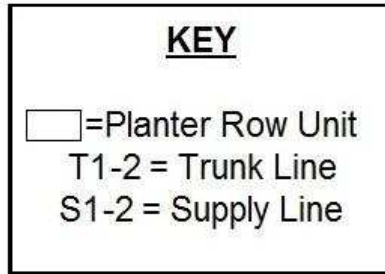 KEY
=Planter Row Unit
T1-2 = Trunk Line
S1-2 = Supply Line